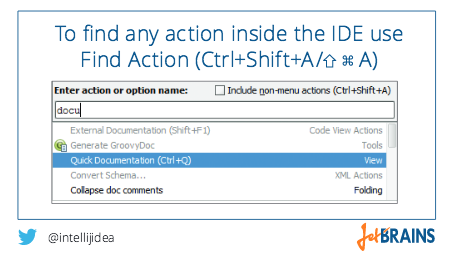 To find any action inside the IDE use
Find Action (Ctrl+Shift+A/⇧ ⌘ A)
Enter action or option name: Include non-menu actions (Ctrl+Shift+A)
docu
External Documentation (Shift+F1) Code View Actions
Generate GroovyDoc Tools
Quick Documentation (Ctrl+Q) View
Convert Schema... XML Actions
Collapse doc comments Folding
@intellijidea JetBRAINS